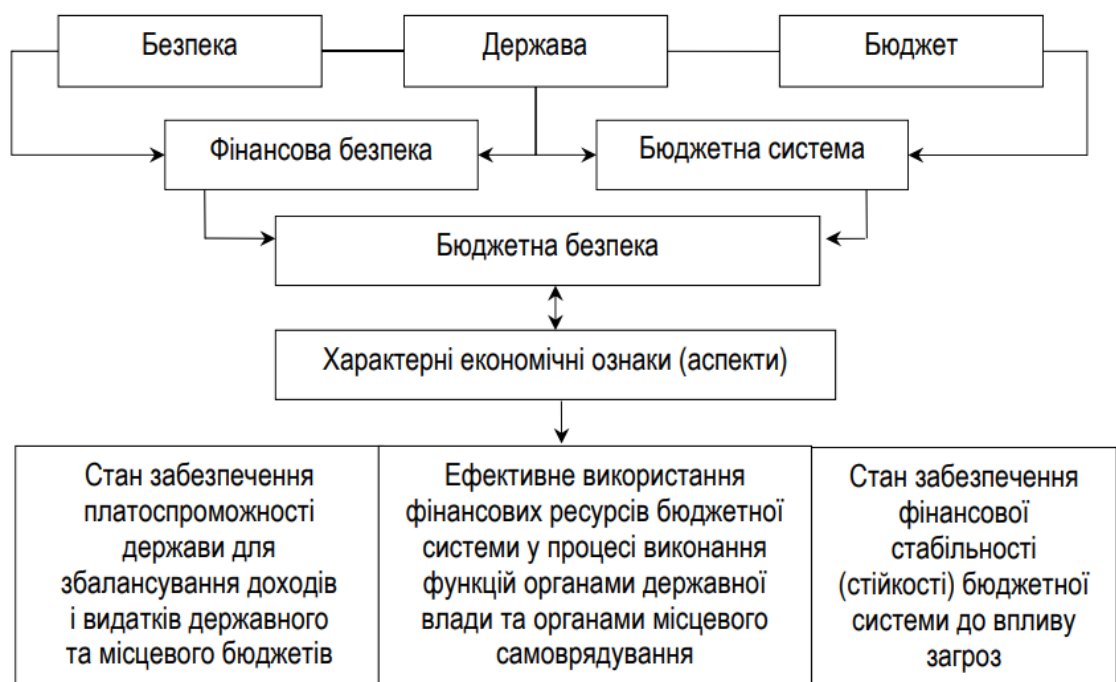 Безпека
Держава
Бюджет
Фінансова безпека
Бюджетна система
Бюджетна безпека
Характерні економічні ознаки (аспекти)
Стан забезпечення
платоспроможності
держави для
збалансування доходів
і видатків державного
та місцевого бюджетів
Ефективне використання
фінансових ресурсів бюджетної
системи у процесі виконання
функцій органами державної
влади та органами місцевого
самоврядування
Стан забезпечення
фінансової
стабільності
(стійкості) бюджетної
системи до впливу
загроз